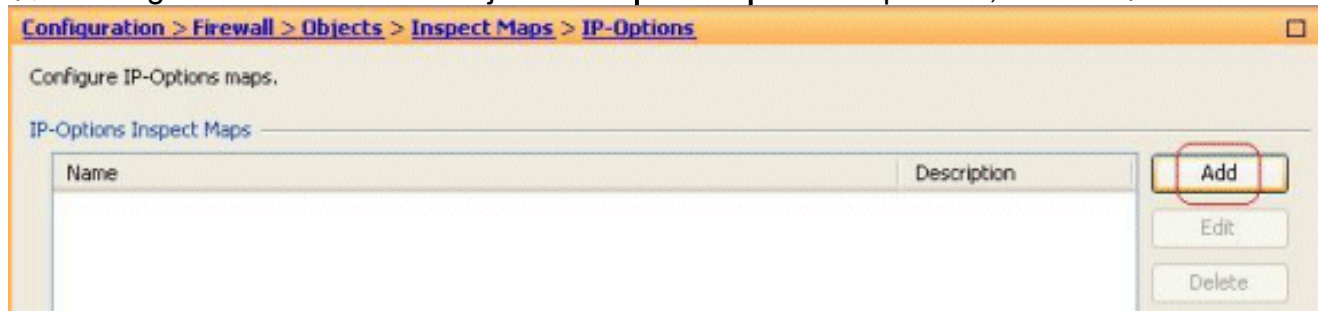 Configuration > Firewall > Objects > Inspect Maps > IP-Options
Configure IP-Options maps.
IP-Options Inspect Maps
Name Description Add
Edit
Delete